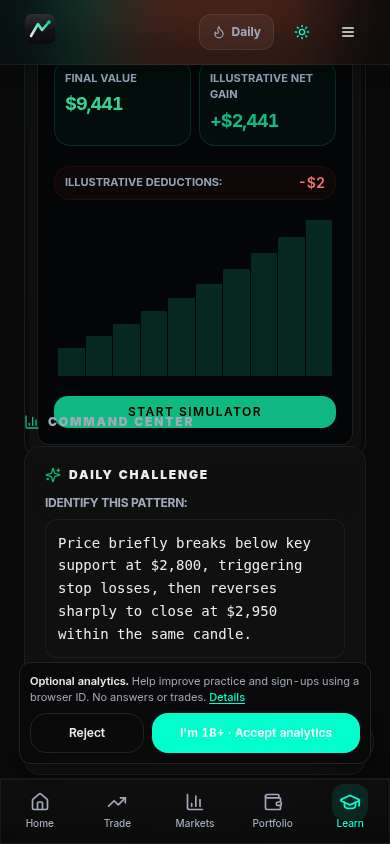 Daily
FINAL VALUE
$9,441
ILLUSTRATIVE NET
GAIN
+$2,441
ILLUSTRATIVE DEDUCTIONS:
-$2
START SIMULATOR
COMMAND CENTER
DAILY CHALLENGE
IDENTIFY THIS PATTERN:
Price briefly breaks below key
support at $2,800, triggering
stop losses, then reverses
sharply to close at $2,950
within the same candle.
Optional analytics. Help improve practice and sign-ups using a
browser ID. No answers or trades. Details
Reject
I'm 18+ · Accept analytics
Home
Trade
Markets
Portfolio
Learn